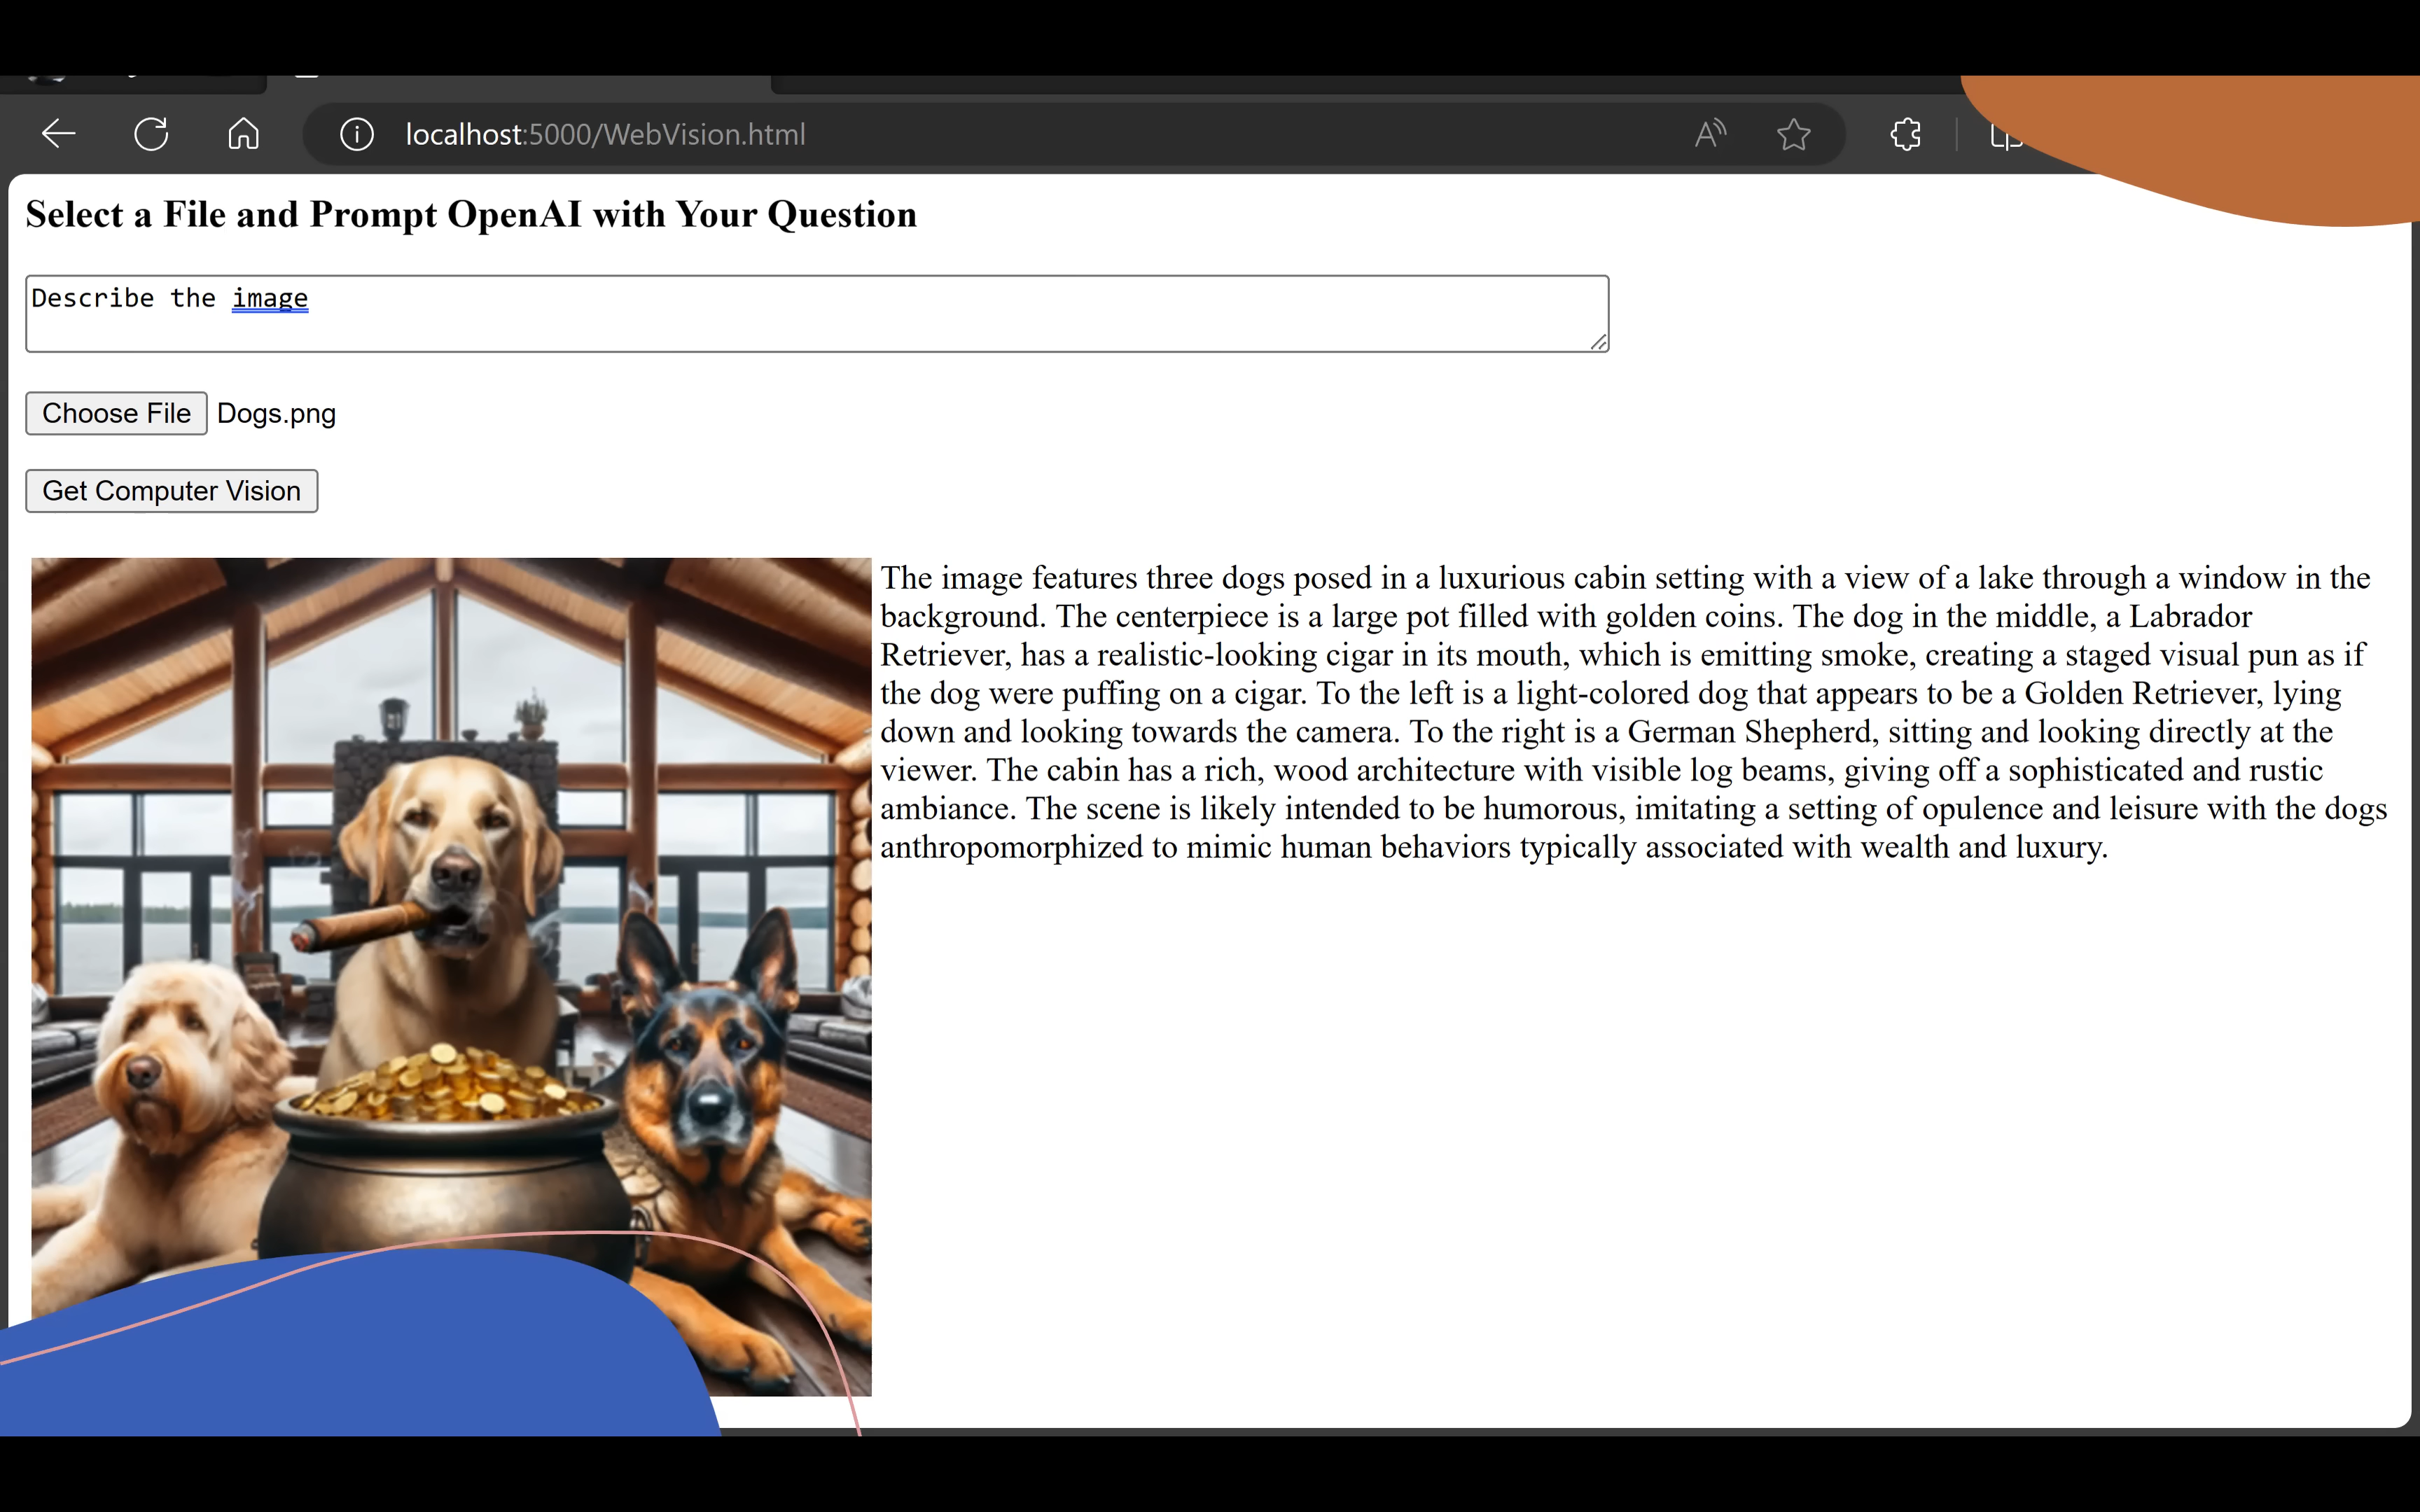 localhost:5000/WebVision.html
Select a File and Prompt OpenAI with Your Question
Describe the image
Choose File Dogs.png
Get Computer Vision
The image features three dogs posed in a luxurious cabin setting with a view of a lake through a window in the
background. The centerpiece is a large pot filled with golden coins. The dog in the middle, a Labrador
Retriever, has a realistic-looking cigar in its mouth, which is emitting smoke, creating a staged visual pun as if
the dog were puffing on a cigar. To the left is a light-colored dog that appears to be a Golden Retriever, lying
down and looking towards the camera. To the right is a German Shepherd, sitting and looking directly at the
viewer. The cabin has a rich, wood architecture with visible log beams, giving off a sophisticated and rustic
ambiance. The scene is likely intended to be humorous, imitating a setting of opulence and leisure with the dogs
anthropomorphized to mimic human behaviors typically associated with wealth and luxury.